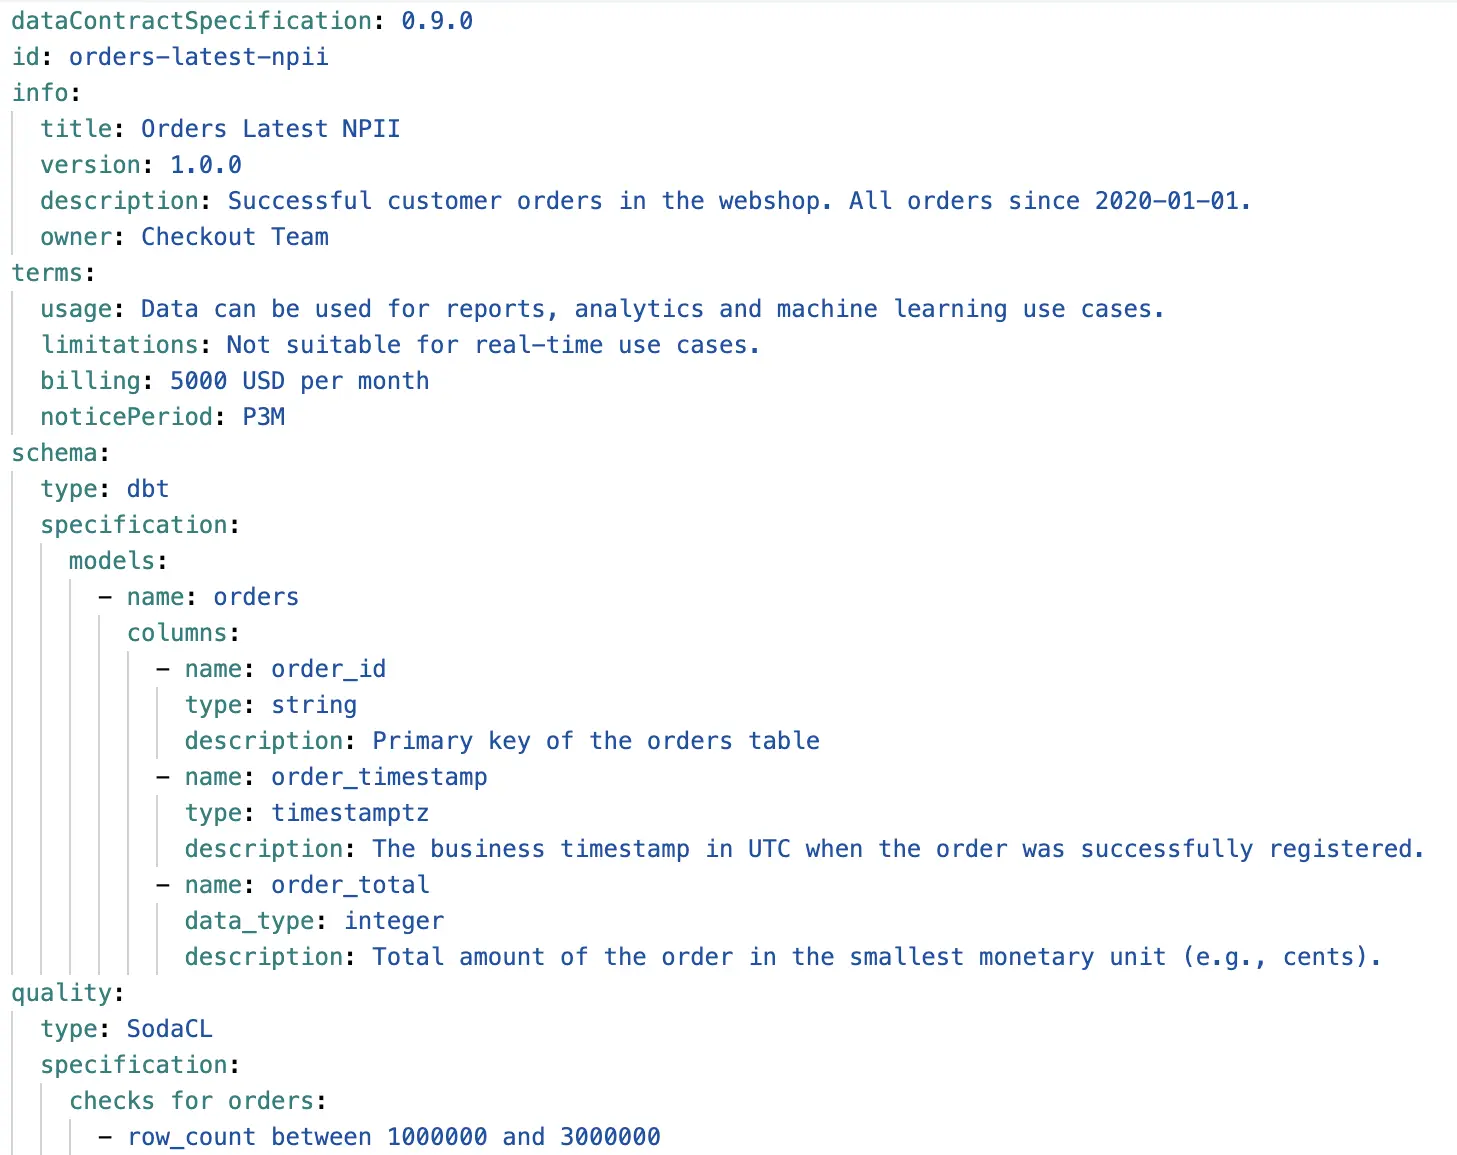 dataContractSpecification: 0.9.0
id: orders-latest-npii
info:
  title: Orders Latest NPII
  version: 1.0.0
  description: Successful customer orders in the webshop. All orders since 2020-01-01.
  owner: Checkout Team
terms:
  usage: Data can be used for reports, analytics and machine learning use cases.
  limitations: Not suitable for real-time use cases.
  billing: 5000 USD per month
  noticePeriod: P3M
schema:
  type: dbt
  specification:
    models:
      - name: orders
        columns:
          - name: order_id
            type: string
            description: Primary key of the orders table
          - name: order_timestamp
            type: timestamptz
            description: The business timestamp in UTC when the order was successfully registered.
          - name: order_total
            data_type: integer
            description: Total amount of the order in the smallest monetary unit (e.g., cents).
quality:
  type: SodaCL
  specification:
    checks for orders:
      - row_count between 1000000 and 3000000